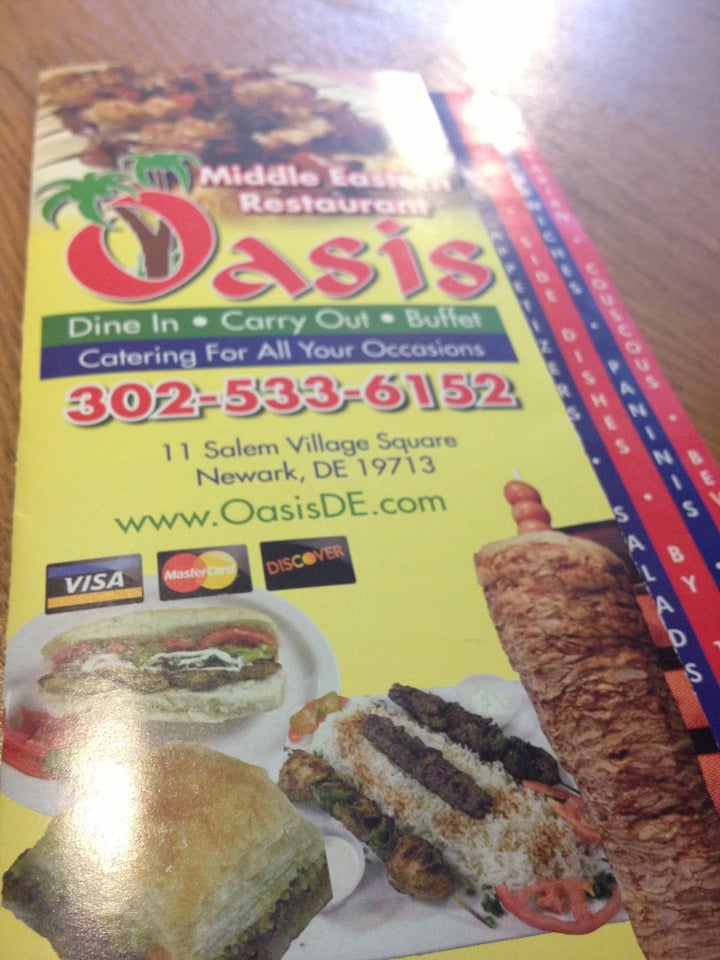 Middle Eastern
Restaurant
Oasis
Dine In • Carry Out • Buffet
Catering For All Your Occasions
302-533-6152
11 Salem Village Square
Newark, DE 19713
www.OasisDE.com
VISA
MasterCard
DISCOVER
APPETIZERS • SALADS
SIDE DISHES • BY
SANDWICHES • PANINIS •
COUSCOUS •